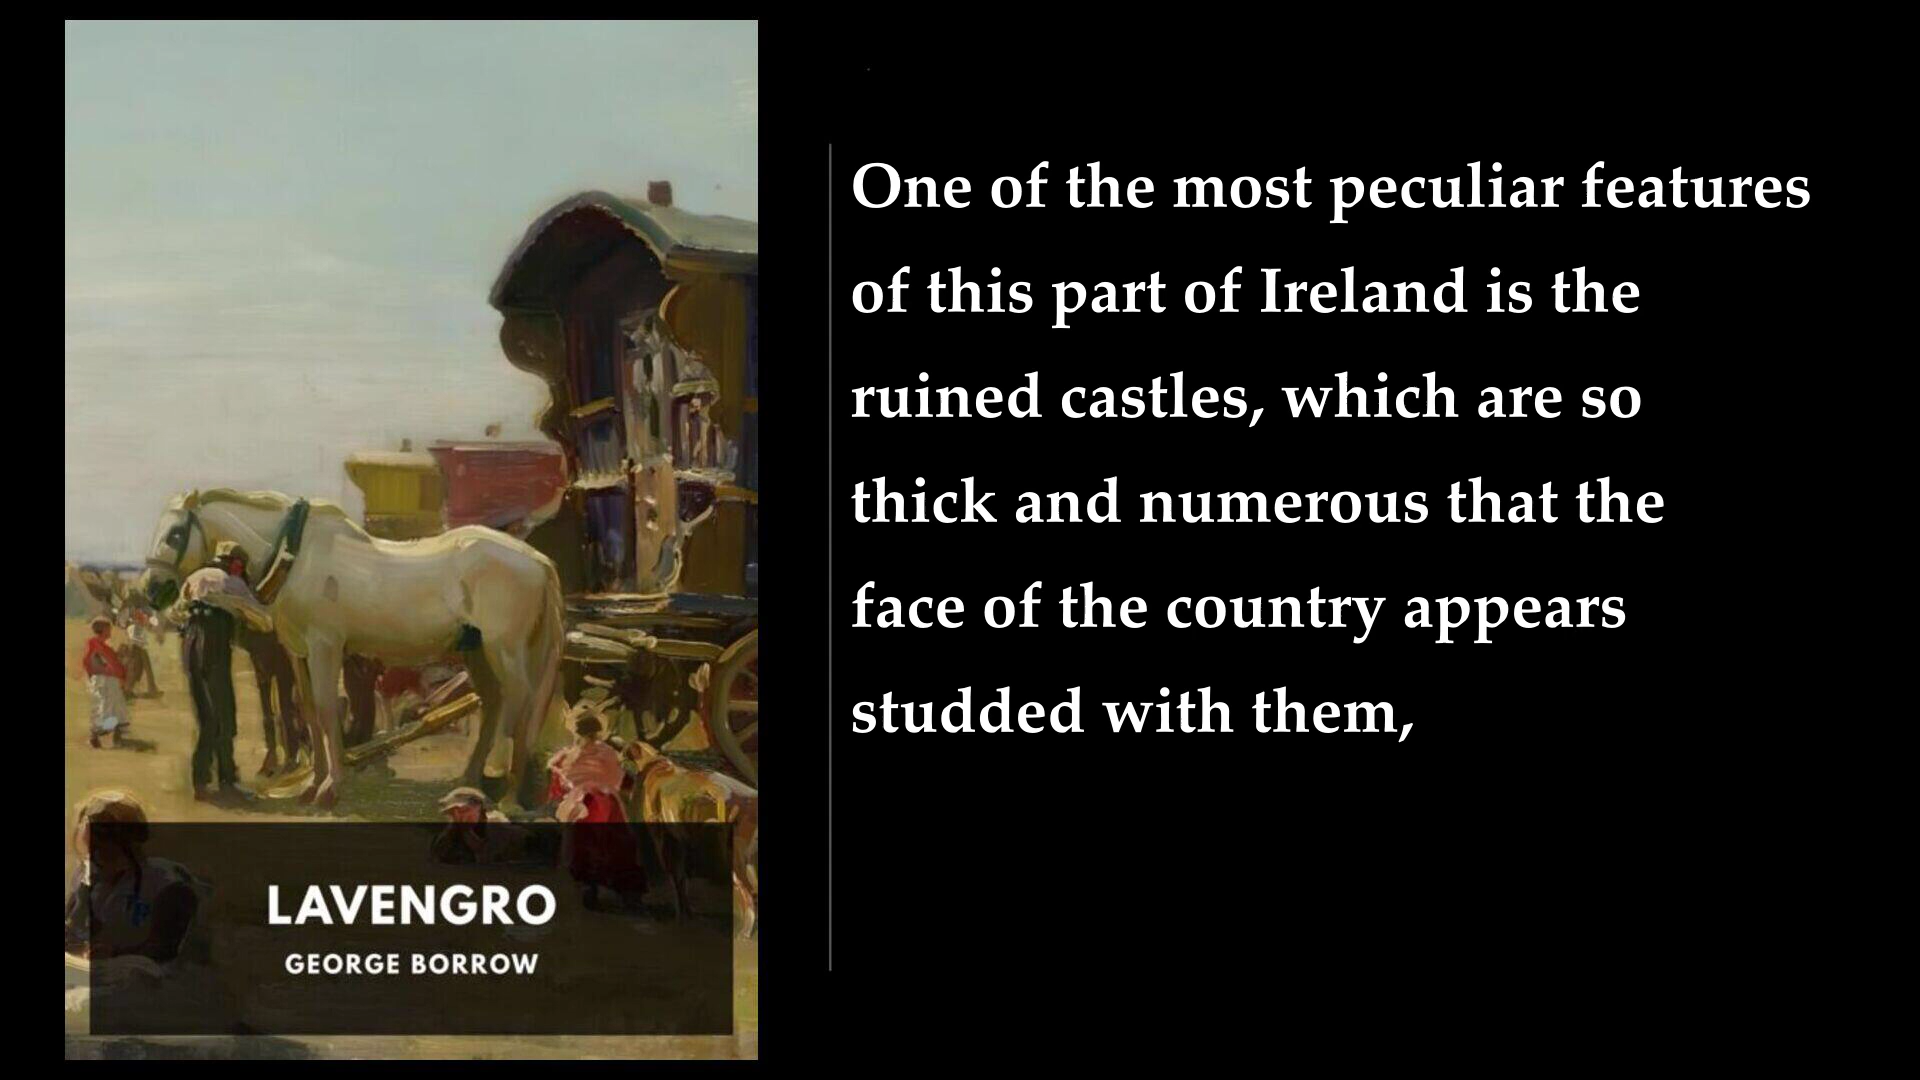 One of the most peculiar features
of this part of Ireland is the
ruined castles, which are so
thick and numerous that the
face of the country appears
studded with them,
LAVENGRO
GEORGE BORROW